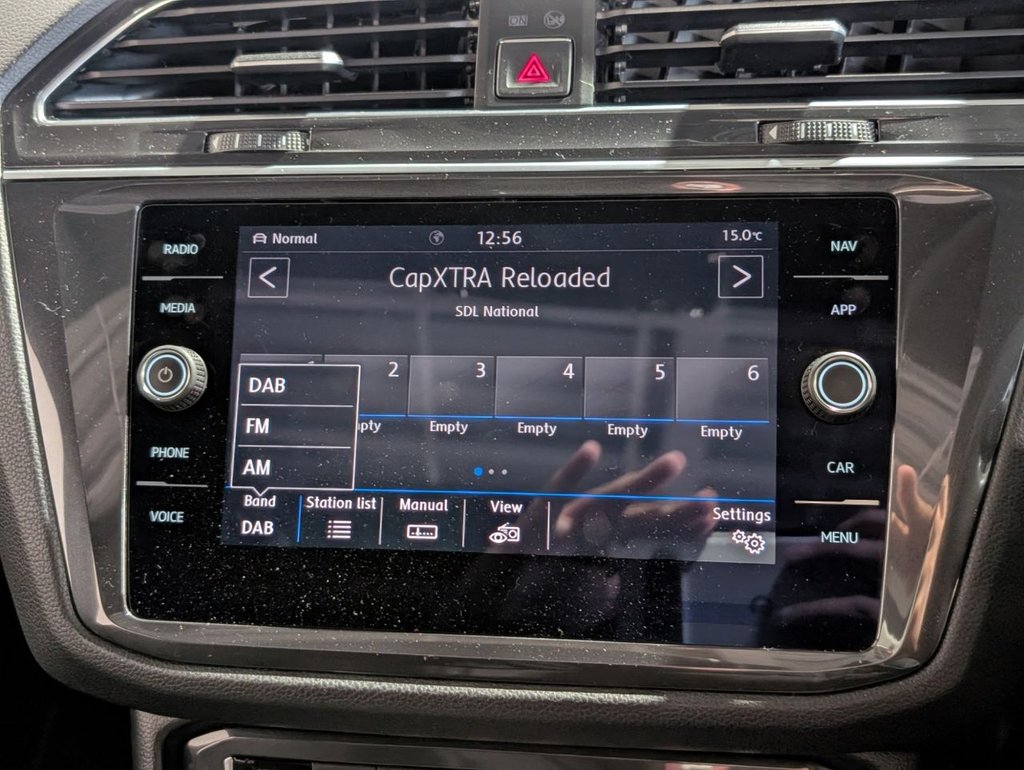 ON
RADIO
MEDIA
PHONE
VOICE
Normal 12:56 15.0°C
< CapXTRA Reloaded >
SDL National
2 3 4 5 6
Empty Empty Empty Empty
DAB
FM
AM
Band Station list Manual View Settings
DAB
NAV
APP
CAR
MENU